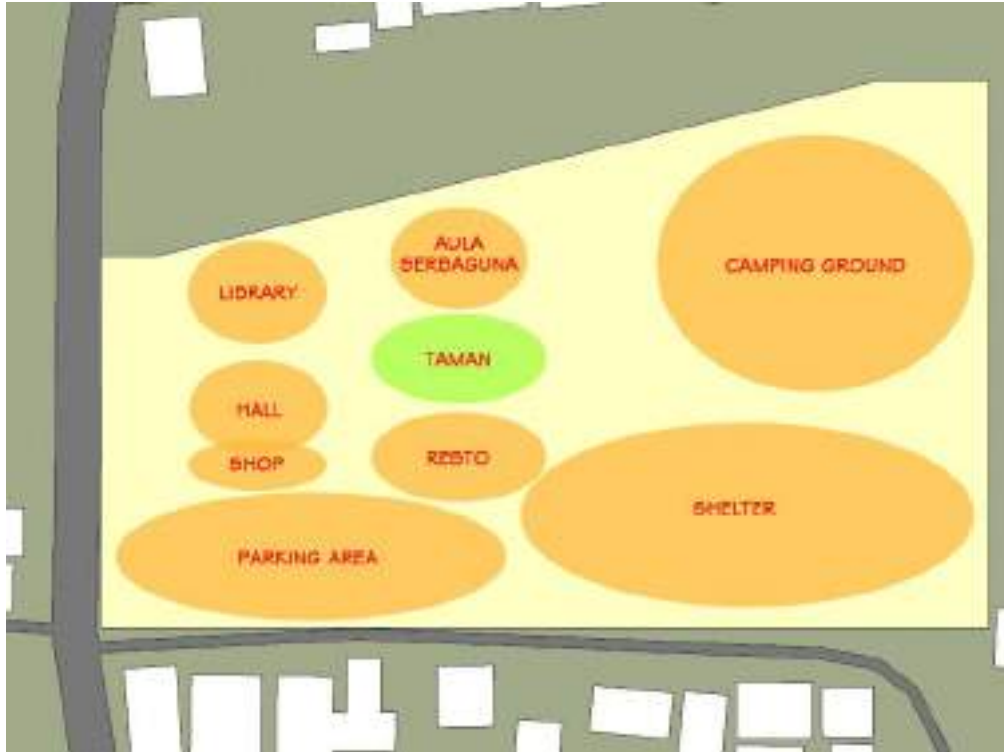 AULA
SERBAGUNA
CAMPING GROUND
LIBRARY
TAMAN
HALL
RESTO
SHOP
SHELTER
PARKING AREA